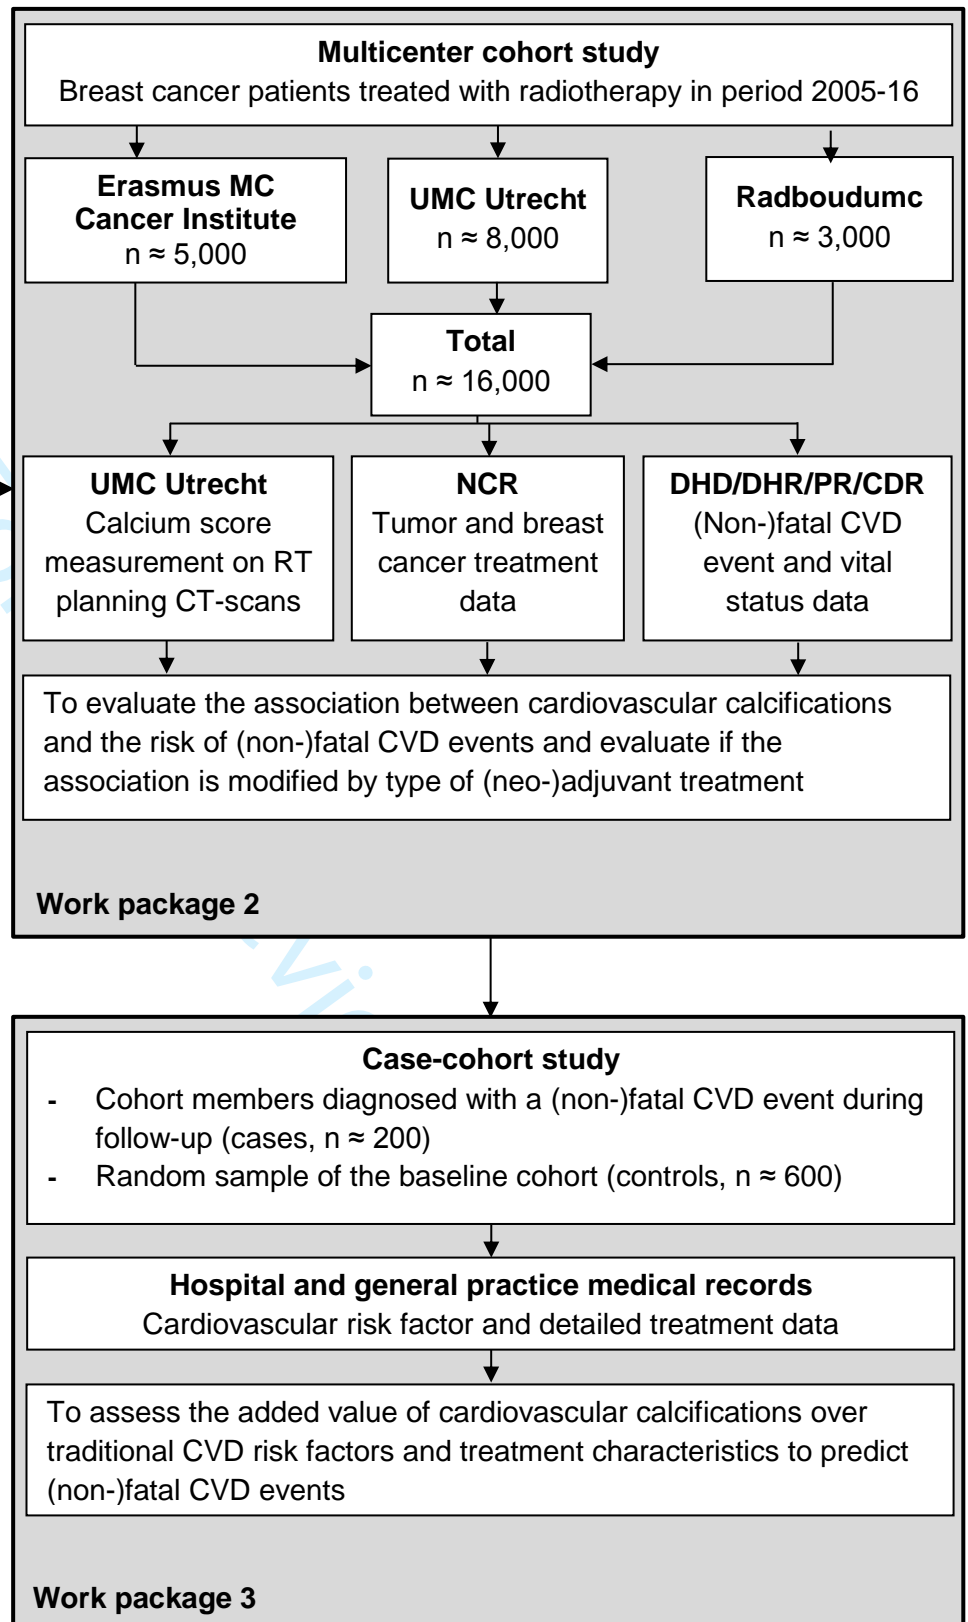 Multicenter cohort study
Breast cancer patients treated with radiotherapy in period 2005-16
Erasmus MC
Cancer Institute
n ≈ 5,000
UMC Utrecht
n ≈ 8,000
Radboudumc
n ≈ 3,000
Total
n ≈ 16,000
UMC Utrecht
Calcium score
measurement on RT
planning CT-scans
NCR
Tumor and breast
cancer treatment
data
DHD/DHR/PR/CDR
(Non-)fatal CVD
event and vital
status data
To evaluate the association between cardiovascular calcifications
and the risk of (non-)fatal CVD events and evaluate if the
association is modified by type of (neo-)adjuvant treatment
Work package 2
Case-cohort study
- Cohort members diagnosed with a (non-)fatal CVD event during
follow-up (cases, n ≈ 200)
- Random sample of the baseline cohort (controls, n ≈ 600)
Hospital and general practice medical records
Cardiovascular risk factor and detailed treatment data
To assess the added value of cardiovascular calcifications over
traditional CVD risk factors and treatment characteristics to predict
(non-)fatal CVD events
Work package 3